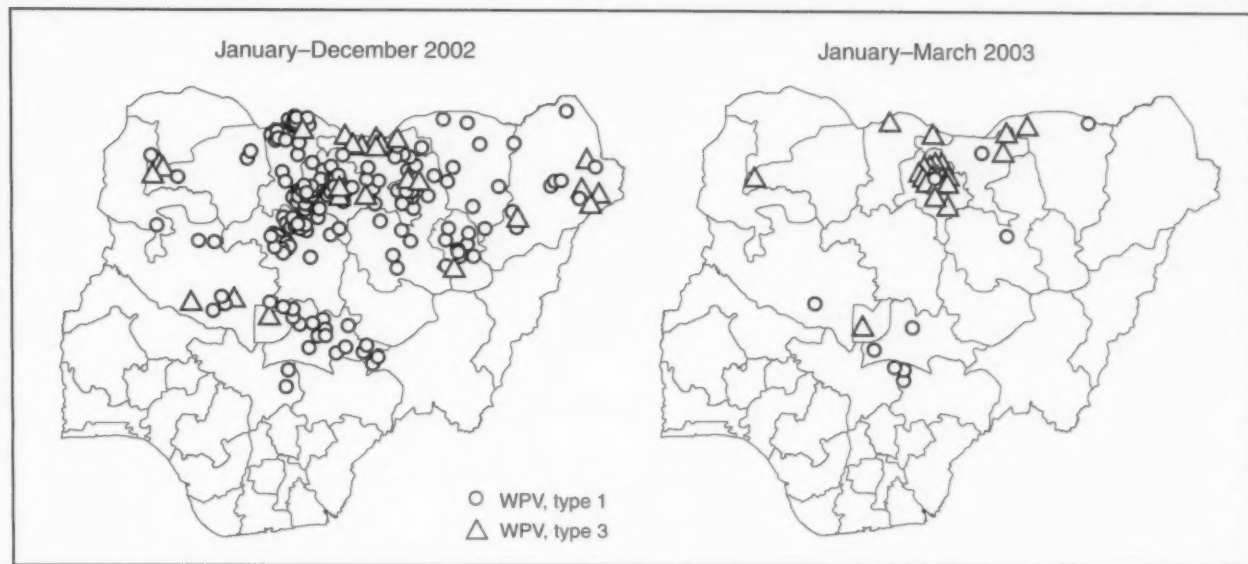 January–December 2002
January–March 2003
WPV, type 1
WPV, type 3